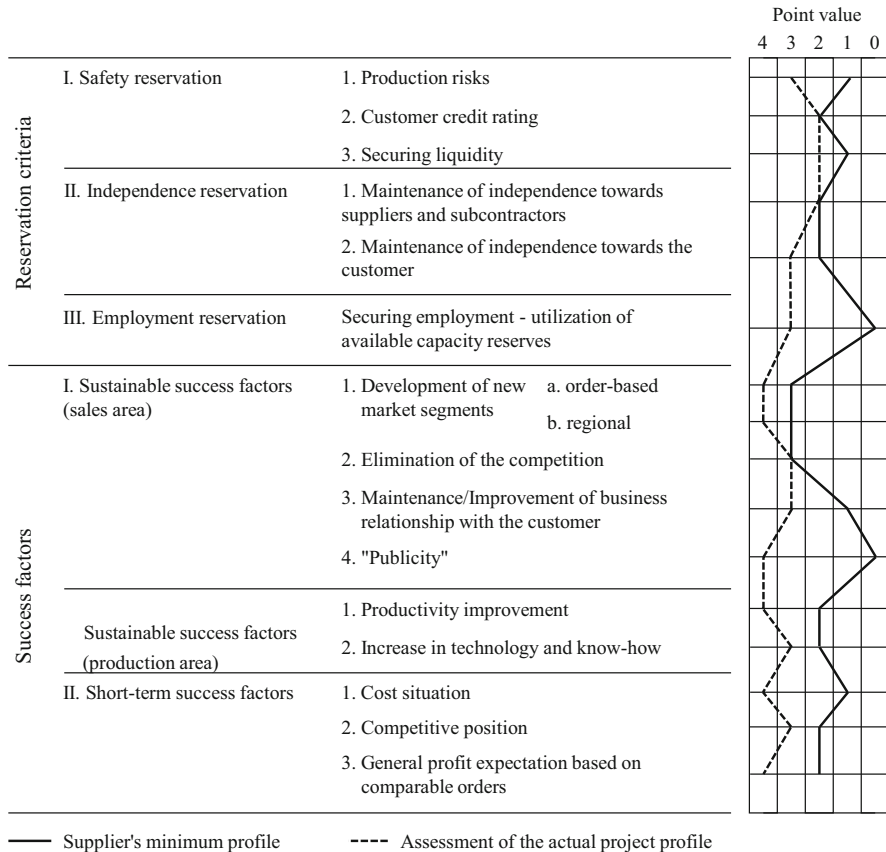 Point value
4 3 2 1 0
Reservation criteria
I. Safety reservation
1. Production risks
2. Customer credit rating
3. Securing liquidity
II. Independence reservation
1. Maintenance of independence towards
suppliers and subcontractors
2. Maintenance of independence towards the
customer
III. Employment reservation
Securing employment - utilization of
available capacity reserves
Success factors
I. Sustainable success factors
(sales area)
1. Development of new
market segments
a. order-based
b. regional
2. Elimination of the competition
3. Maintenance/Improvement of business
relationship with the customer
4. "Publicity"
Sustainable success factors
(production area)
1. Productivity improvement
2. Increase in technology and know-how
II. Short-term success factors
1. Cost situation
2. Competitive position
3. General profit expectation based on
comparable orders
Supplier's minimum profile
Assessment of the actual project profile